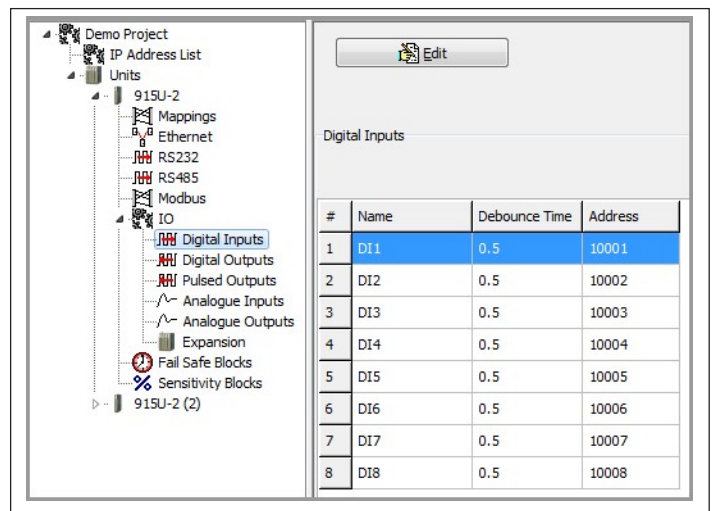 Demo Project
IP Address List
Units
915U-2
Mappings
Ethernet
RS232
RS485
Modbus
IO
Digital Inputs
Digital Outputs
Pulsed Outputs
Analogue Inputs
Analogue Outputs
Expansion
Fail Safe Blocks
Sensitivity Blocks
915U-2 (2)
Edit
Digital Inputs
# Name Debounce Time Address
1 DI1 0.5 10001
2 DI2 0.5 10002
3 DI3 0.5 10003
4 DI4 0.5 10004
5 DI5 0.5 10005
6 DI6 0.5 10006
7 DI7 0.5 10007
8 DI8 0.5 10008